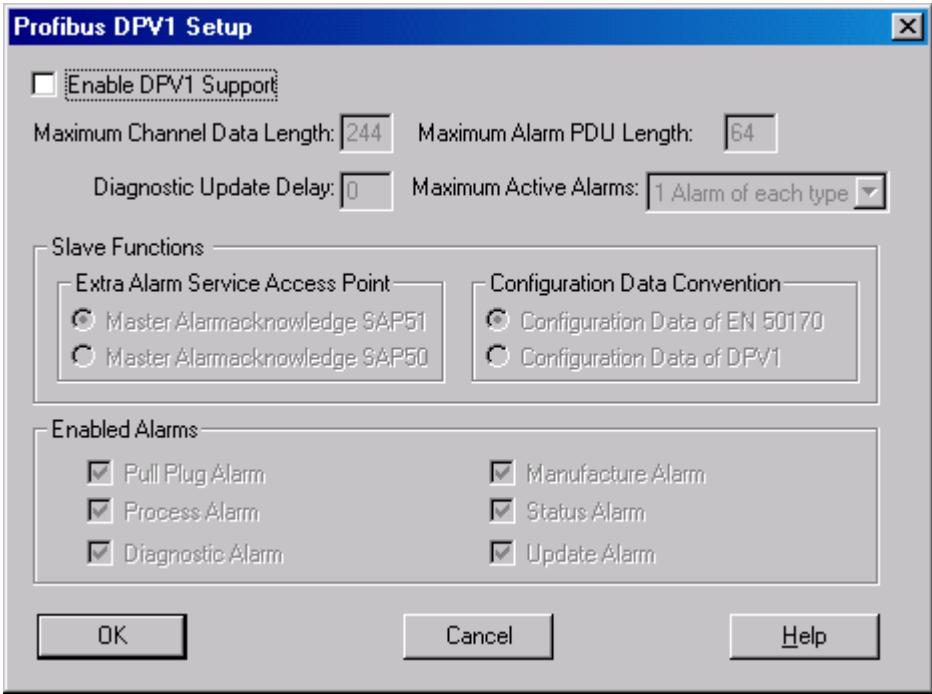 Profibus DPV1 Setup
Enable DPV1 Support
Maximum Channel Data Length: 244 Maximum Alarm PDU Length: 64
Diagnostic Update Delay: 0 Maximum Active Alarms: 1 Alarm of each type
Slave Functions
Extra Alarm Service Access Point Configuration Data Convention
Master Alarmacknowledge SAP51 Configuration Data of EN 50170
Master Alarmacknowledge SAP50 Configuration Data of DPV1
Enabled Alarms
Pull Plug Alarm Manufacture Alarm
Process Alarm Status Alarm
Diagnostic Alarm Update Alarm
OK Cancel Help